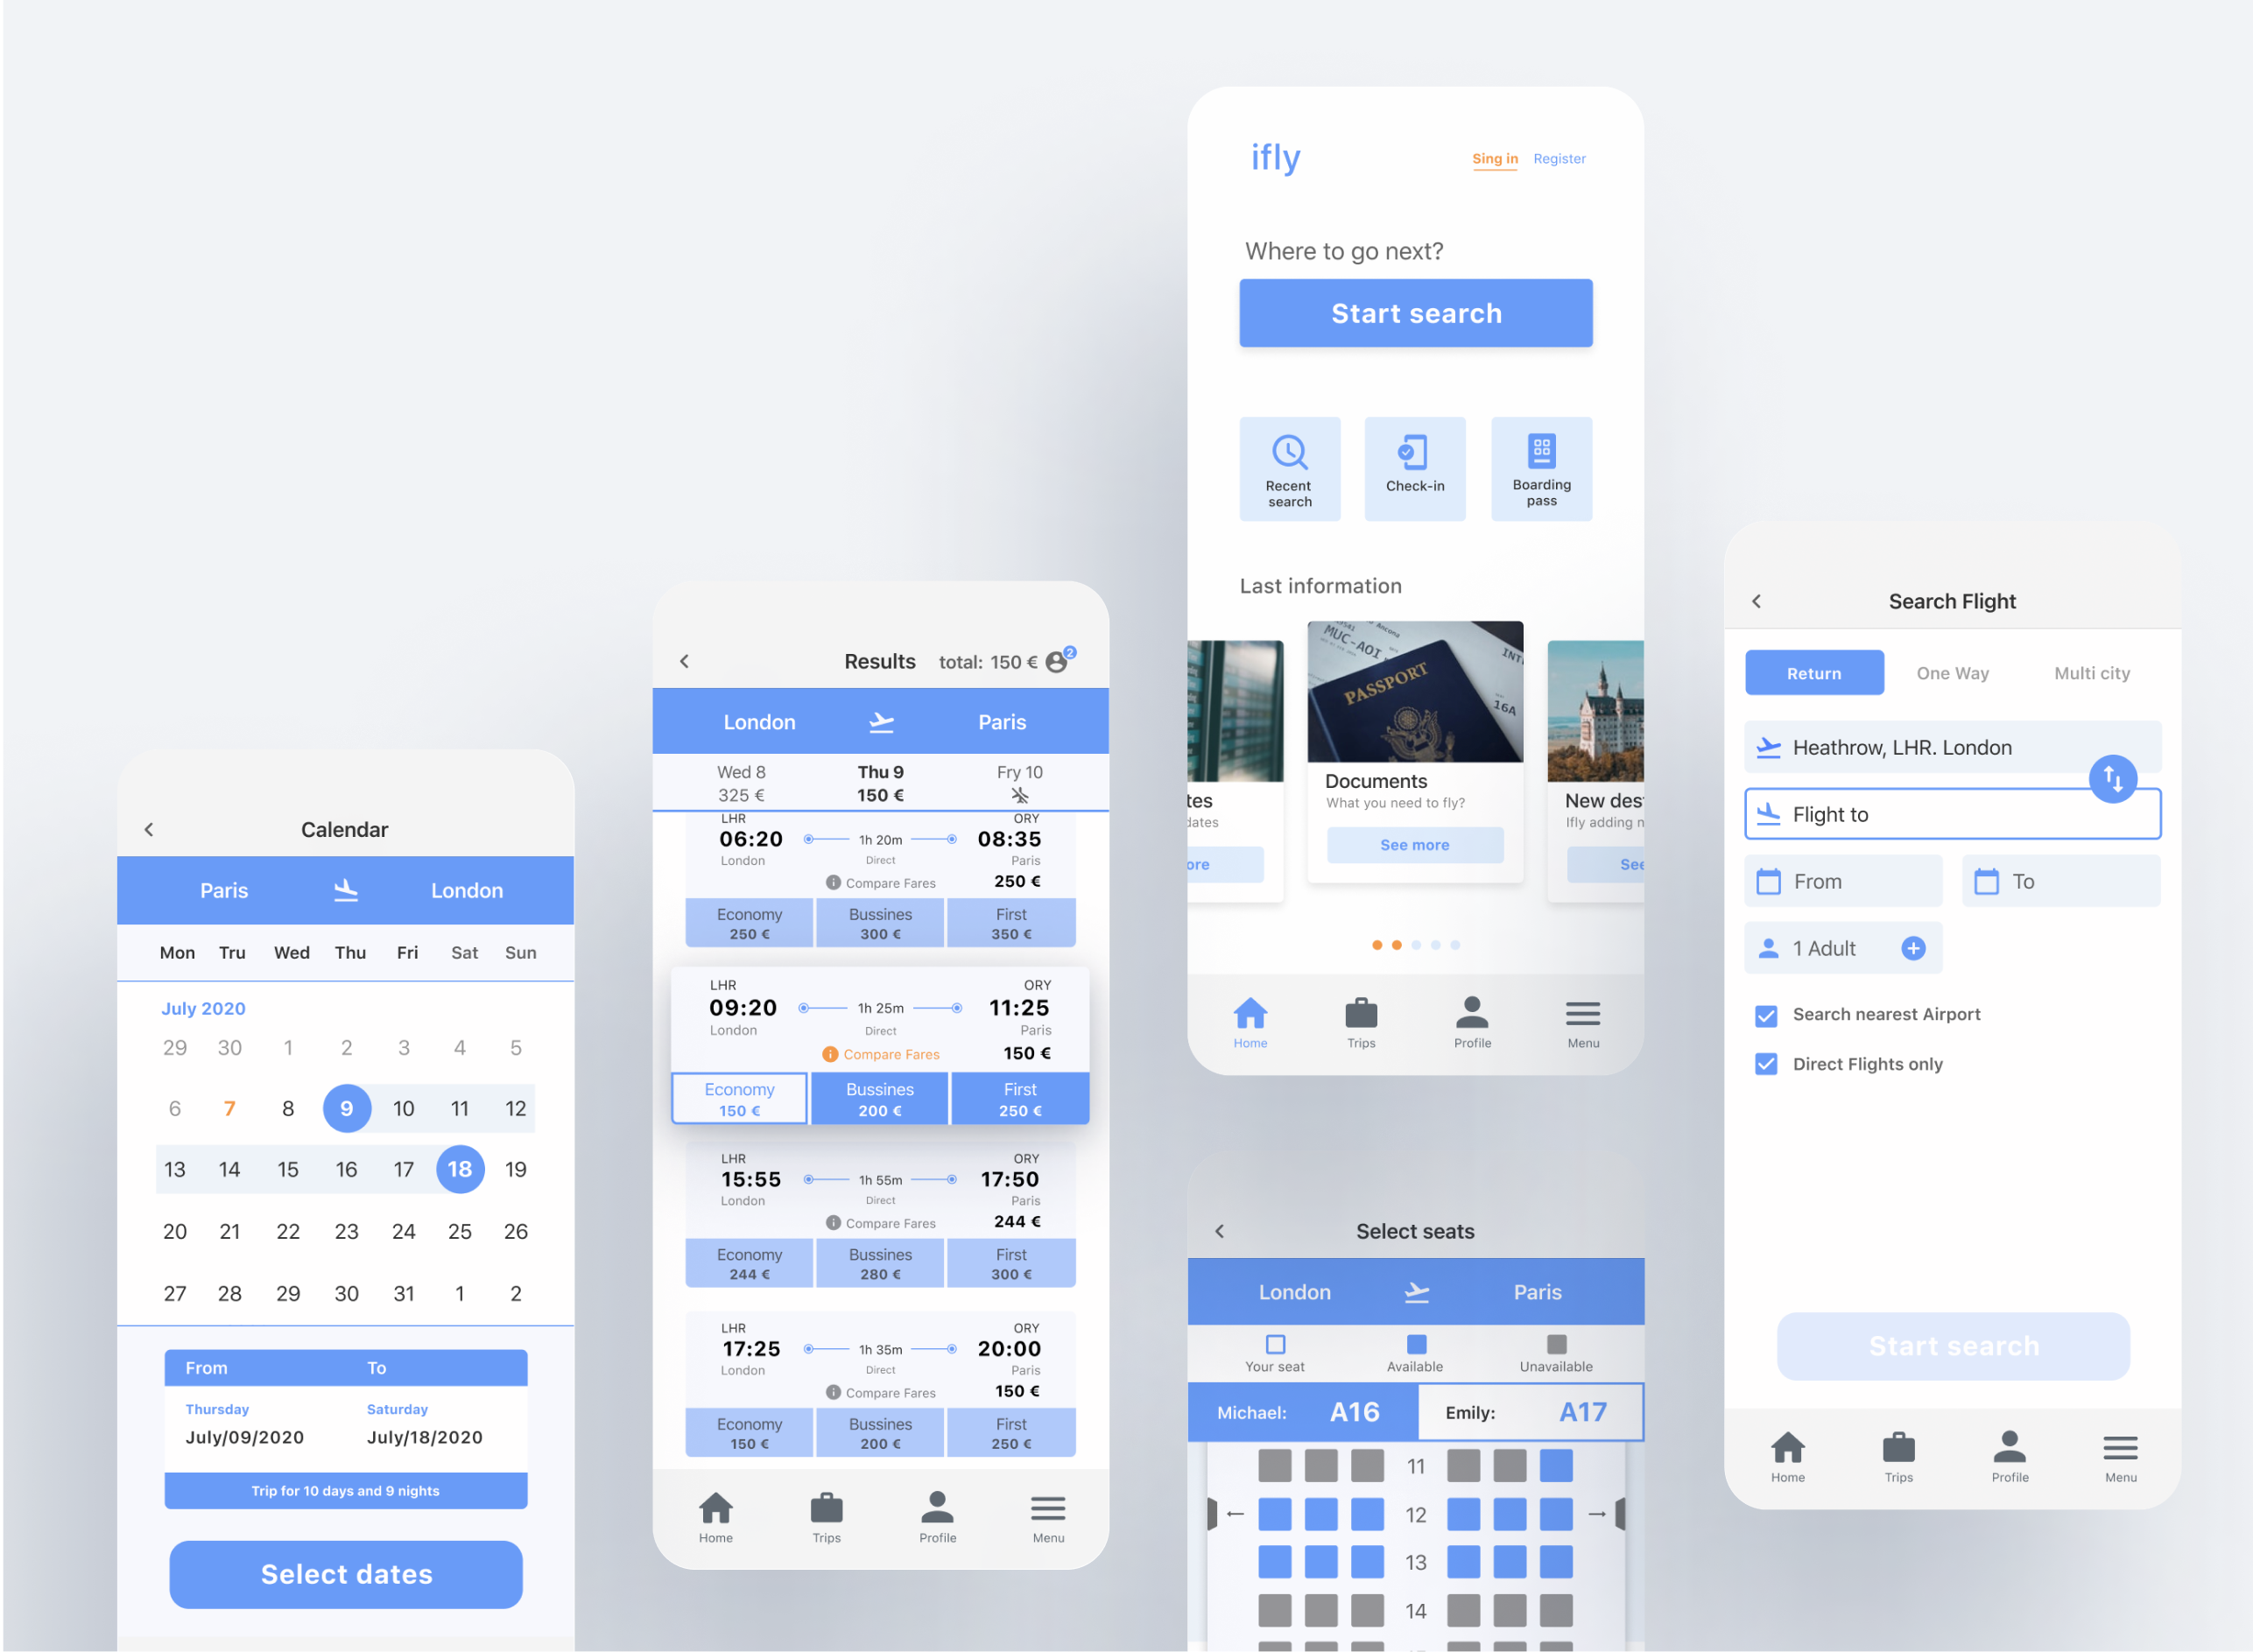 Calendar
Paris London
Mon Tru Wed Thu Fri Sat Sun
July 2020
29 30 1 2 3 4 5
6 7 8 9 10 11 12
13 14 15 16 17 18 19
20 21 22 23 24 25 26
27 28 29 30 31 1 2
From To
Thursday Saturday
July/09/2020 July/18/2020
Trip for 10 days and 9 nights
Select dates
Results total: 150 € 2
London Paris
Wed 8 Thu 9 Fry 10
325 € 150 €
LHR ORY
06:20 1h 20m 08:35
London Direct Paris
Compare Fares 250 €
Economy Bussines First
250 € 300 € 350 €
LHR ORY
09:20 1h 25m 11:25
London Direct Paris
Compare Fares 150 €
Economy Bussines First
150 € 200 € 250 €
LHR ORY
15:55 1h 55m 17:50
London Direct Paris
Compare Fares 244 €
Economy Bussines First
244 € 280 € 300 €
LHR ORY
17:25 1h 35m 20:00
London Direct Paris
Compare Fares 150 €
Economy Bussines First
150 € 200 € 250 €
Home Trips Profile Menu
ifly Sing in Register
Where to go next?
Start search
Recent search
Check-in
Boarding pass
Last information
MUC-AOI Ancona
INT
PASSPORT
16A
tes
dates
ore
Documents
What you need to fly?
See more
New des
Ifly adding n
See
Home Trips Profile Menu
Select seats
London Paris
Your seat Available Unavailable
Michael: A16 Emily: A17
11
12
13
14
Search Flight
Return One Way Multi city
Heathrow, LHR. London
Flight to
From To
1 Adult
Search nearest Airport
Direct Flights only
Start search
Home Trips Profile Menu